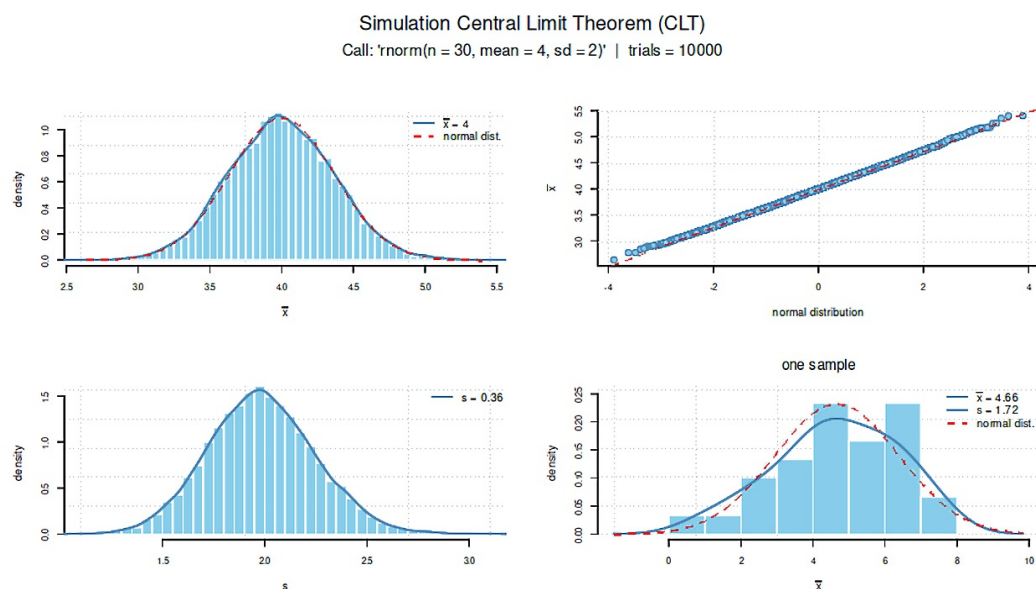 Simulation Central Limit Theorem (CLT)
Call: 'rnorm(n = 30, mean = 4, sd = 2)' | trials = 10000
x̅ = 4
normal dist.
density
0.0 0.2 0.4 0.6 0.8 1.0
2.5 3.0 3.5 4.0 4.5 5.0 5.5
x̅
x̅
3.0 3.5 4.0 4.5 5.0 5.5
-4 -2 0 2 4
normal distribution
s = 0.36
density
0.0 0.5 1.0 1.5
1.5 2.0 2.5 3.0
s
one sample
x̅ = 4.66
s = 1.72
normal dist.
density
0.00 0.05 0.10 0.15 0.20 0.25
0 2 4 6 8 10
x̅